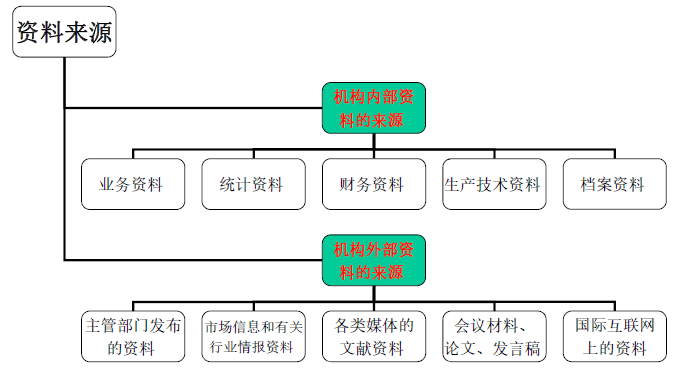 资料来源
机构内部资
料的来源
业务资料
统计资料
财务资料
生产技术资料
档案资料
机构外部资
料的来源
主管部门发布
的资料
市场信息和有关
行业情报资料
各类媒体的
文献资料
会议材料、
论文、发言稿
国际互联网
上的资料